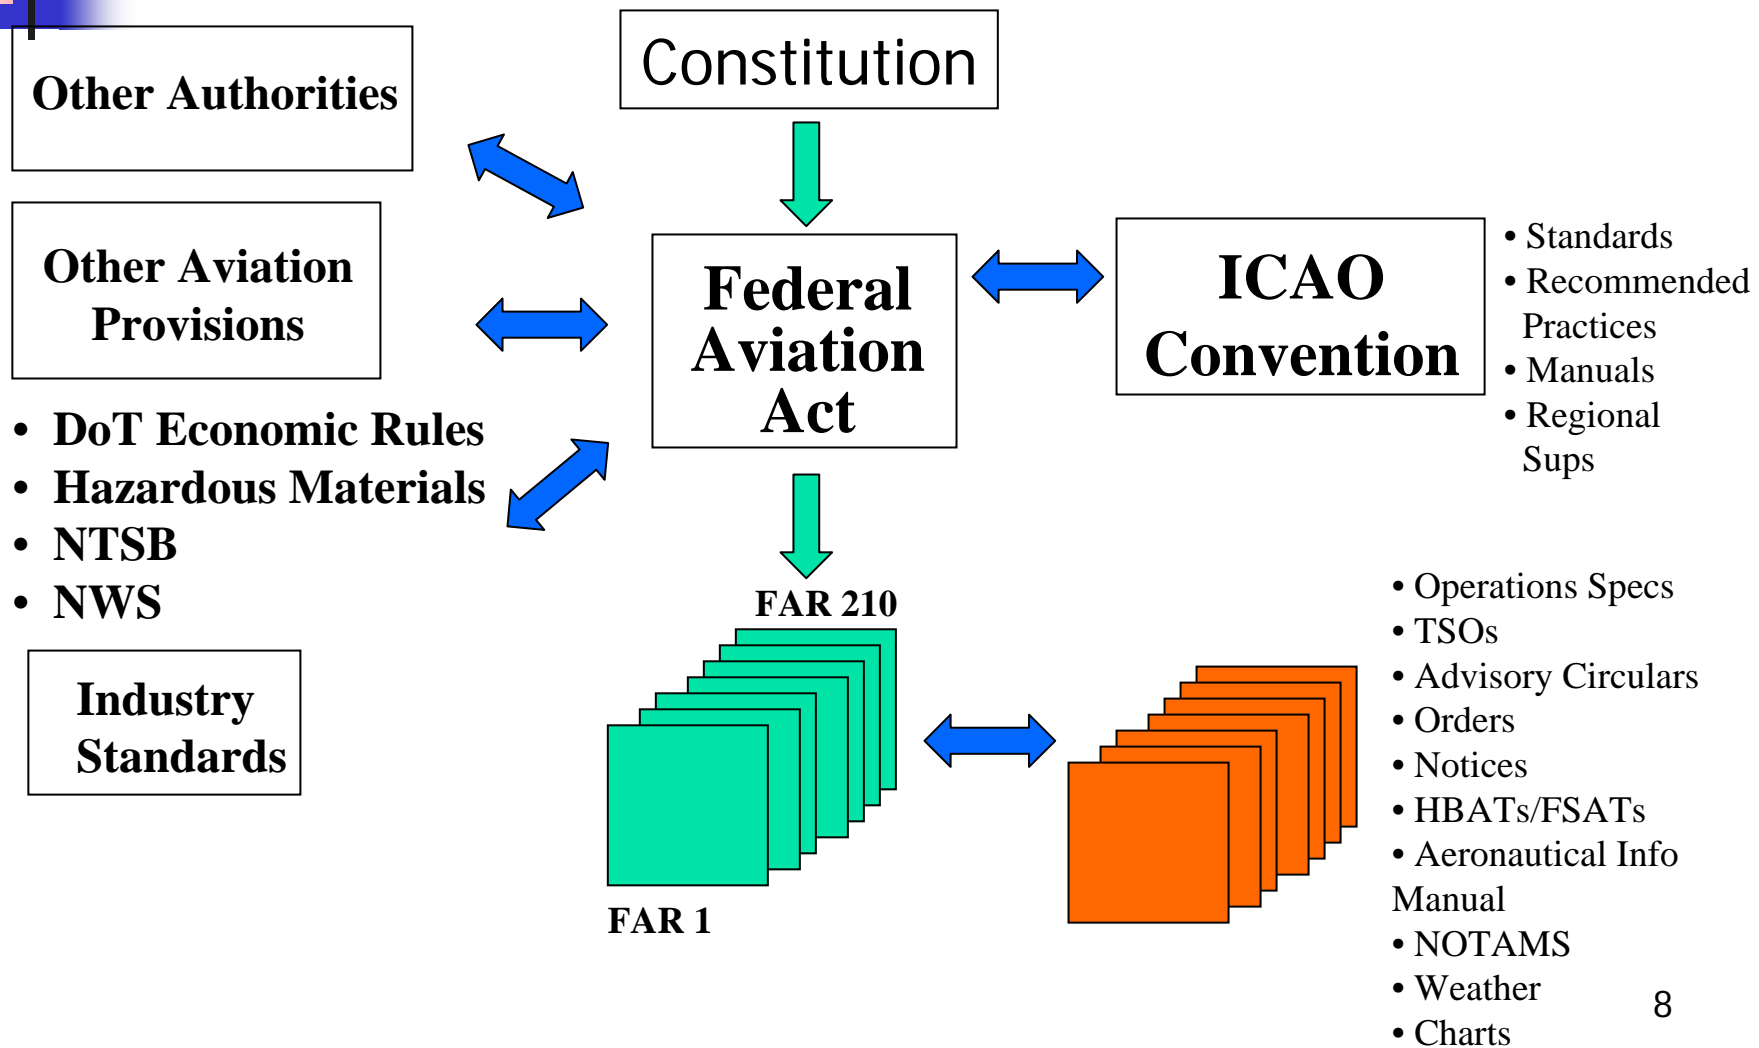 Other Authorities
Constitution
Other Aviation
Provisions
Federal
Aviation
Act
ICAO
Convention
• Standards
• Recommended
Practices
• Manuals
• Regional
Sups
• DoT Economic Rules
• Hazardous Materials
• NTSB
• NWS
Industry
Standards
FAR 210
FAR 1
• Operations Specs
• TSOs
• Advisory Circulars
• Orders
• Notices
• HBATs/FSATs
• Aeronautical Info
Manual
• NOTAMS
• Weather
• Charts
8